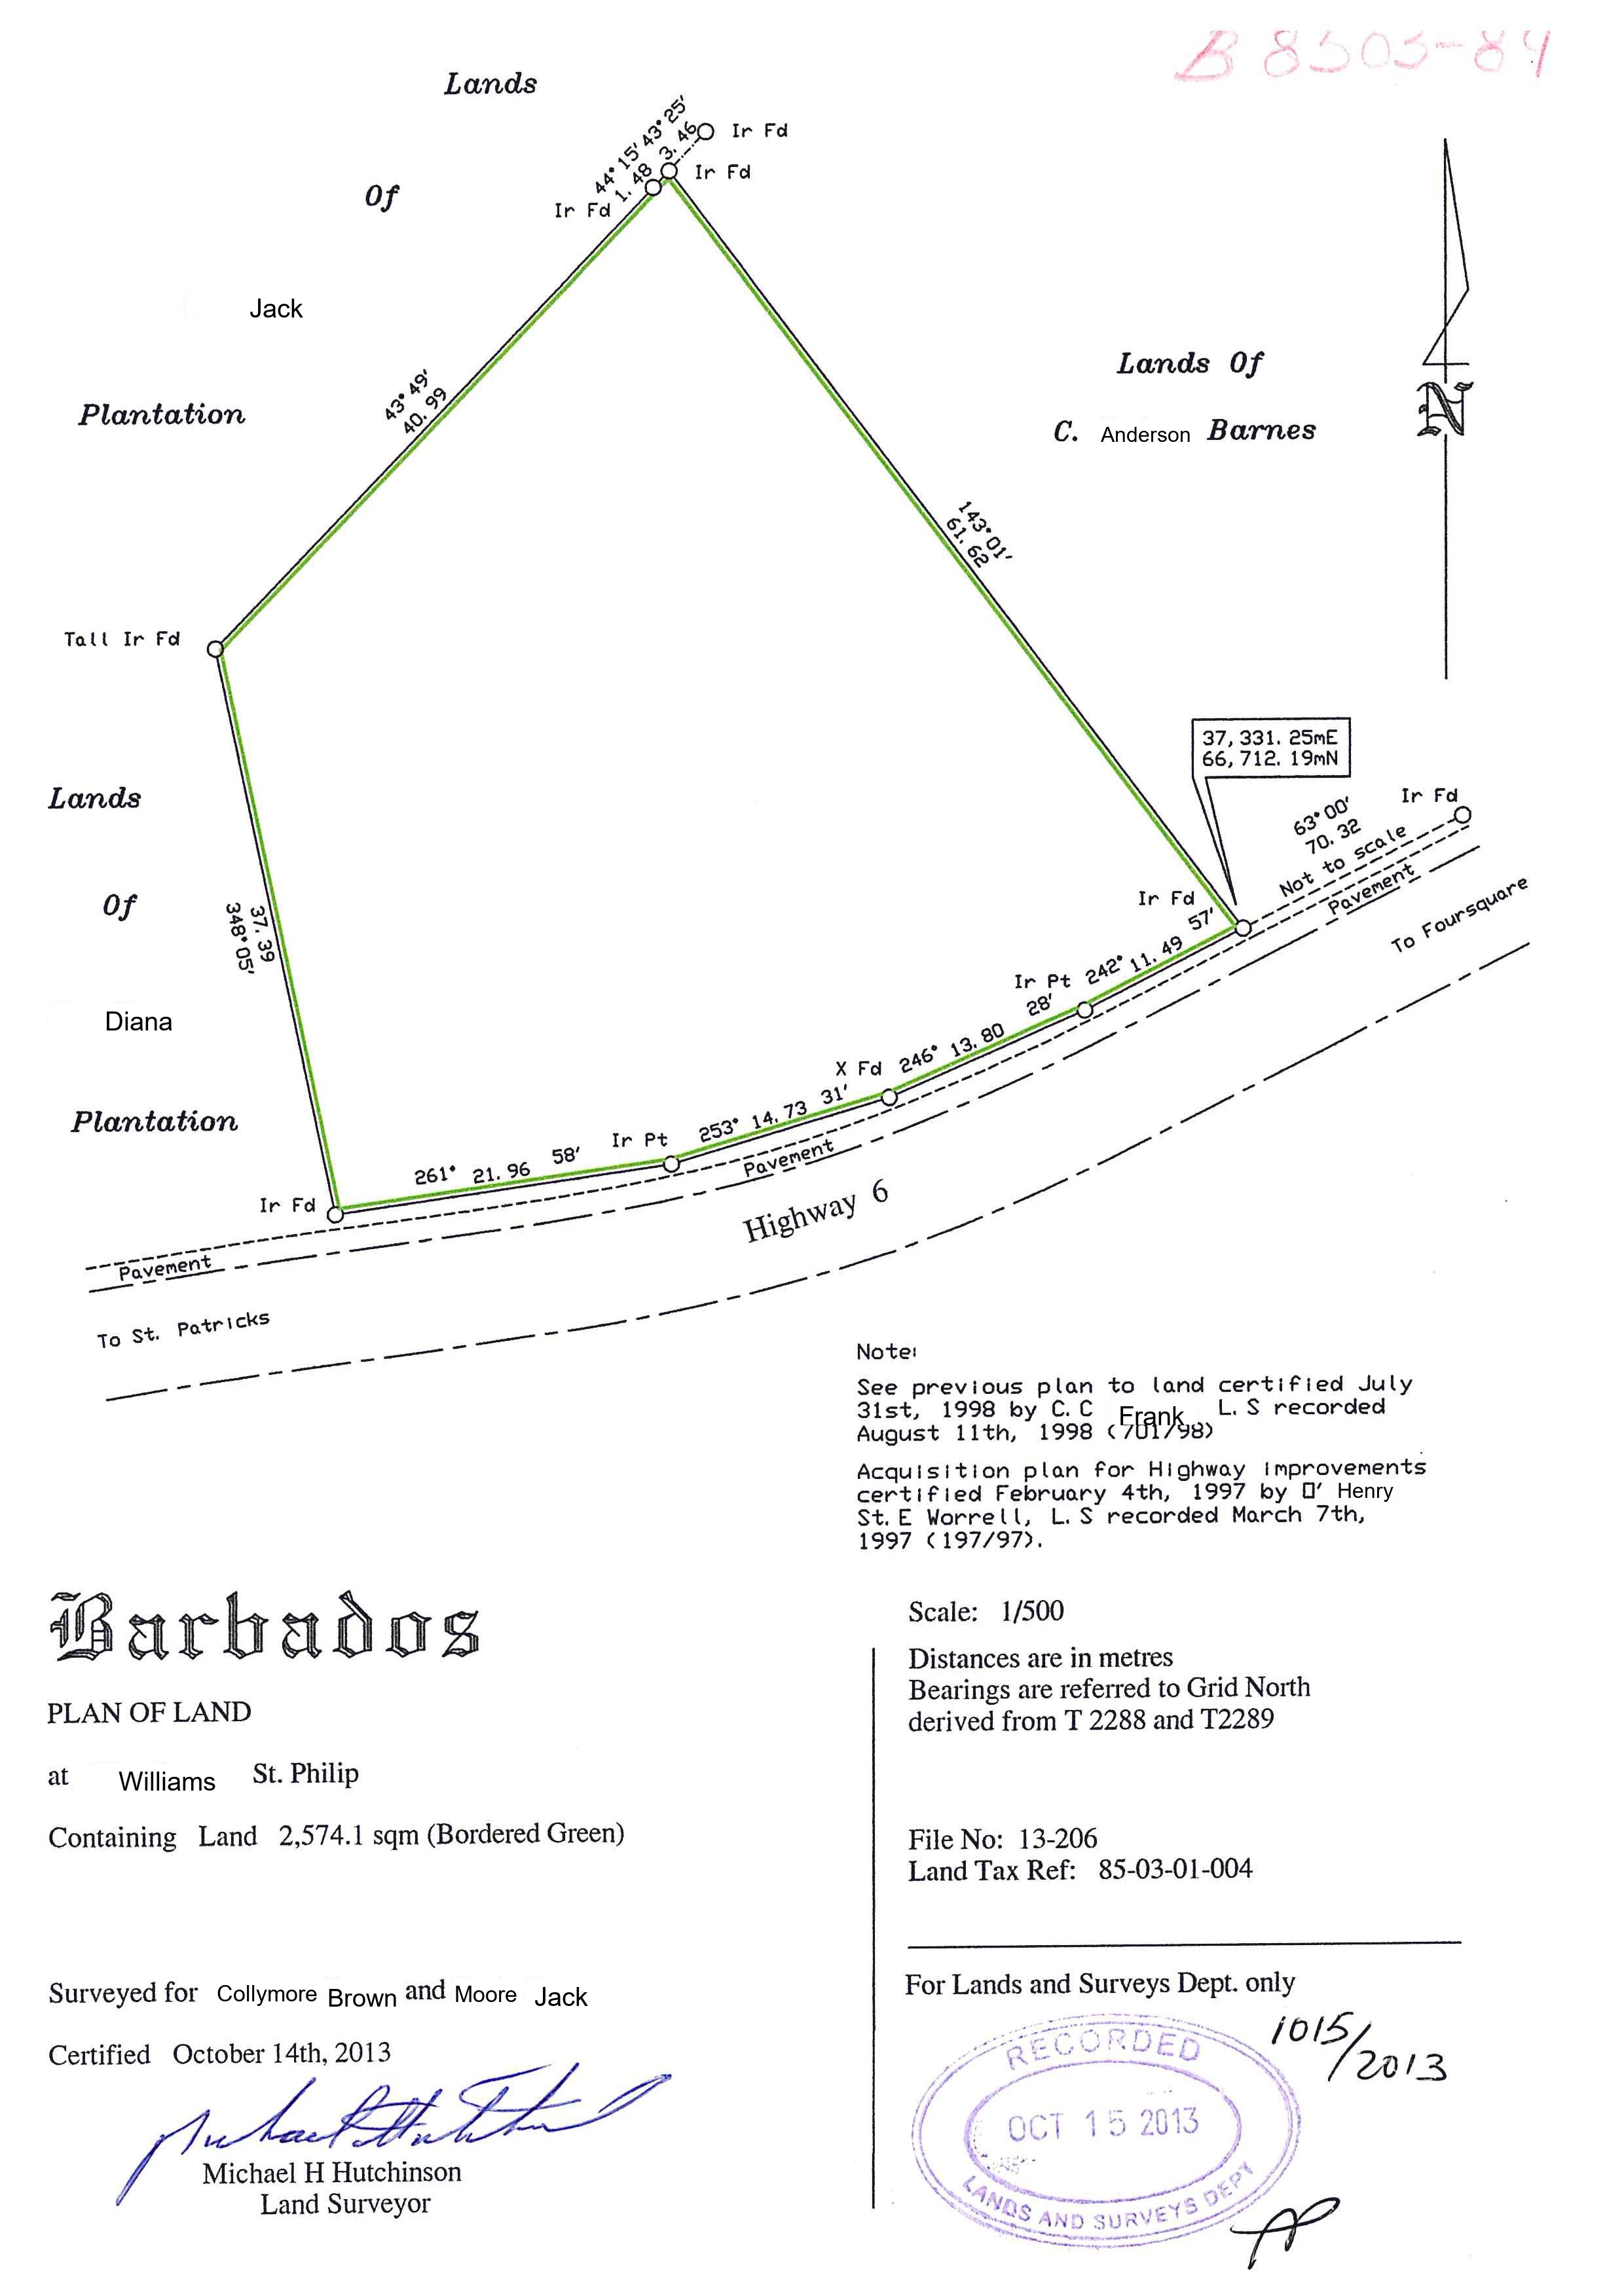 B 8503-84
Lands
Of
Jack
Plantation
44° 15' 43° 25'
1.48 3.46
Ir Fd
Ir Fd
Ir Fd
43° 49'
40.99
Lands Of
C. Anderson Barnes
N
143° 01'
61.62
Tall Ir Fd
37,331.25mE
66,712.19mN
Lands
Of
Diana
Plantation
37.39
348° 05'
63° 00'
70.32
Ir Fd
Not to scale
Pavement
To Foursquare
Ir Fd
242° 57'
11.49
Ir Pt
246° 28'
13.80
X Fd
253° 31'
14.73
Ir Pt
261° 58'
21.96
Ir Fd
Pavement
Highway 6
Pavement
To St. Patricks
Note:
See previous plan to land certified July
31st, 1998 by C. C Frank L. S recorded
August 11th, 1998 (701/98)
Acquisition plan for Highway improvements
certified February 4th, 1997 by O' Henry
St. E Worrell, L. S recorded March 7th,
1997 (197/97).
Barbados
PLAN OF LAND
at Williams St. Philip
Containing Land 2,574.1 sqm (Bordered Green)
Surveyed for Collymore Brown and Moore Jack
Certified October 14th, 2013
Michael H Hutchinson
Land Surveyor
Scale: 1/500
Distances are in metres
Bearings are referred to Grid North
derived from T 2288 and T2289
File No: 13-206
Land Tax Ref: 85-03-01-004
For Lands and Surveys Dept. only
1015/2013
RECORDED
OCT 15 2013
LANDS AND SURVEYS DEPT
AP